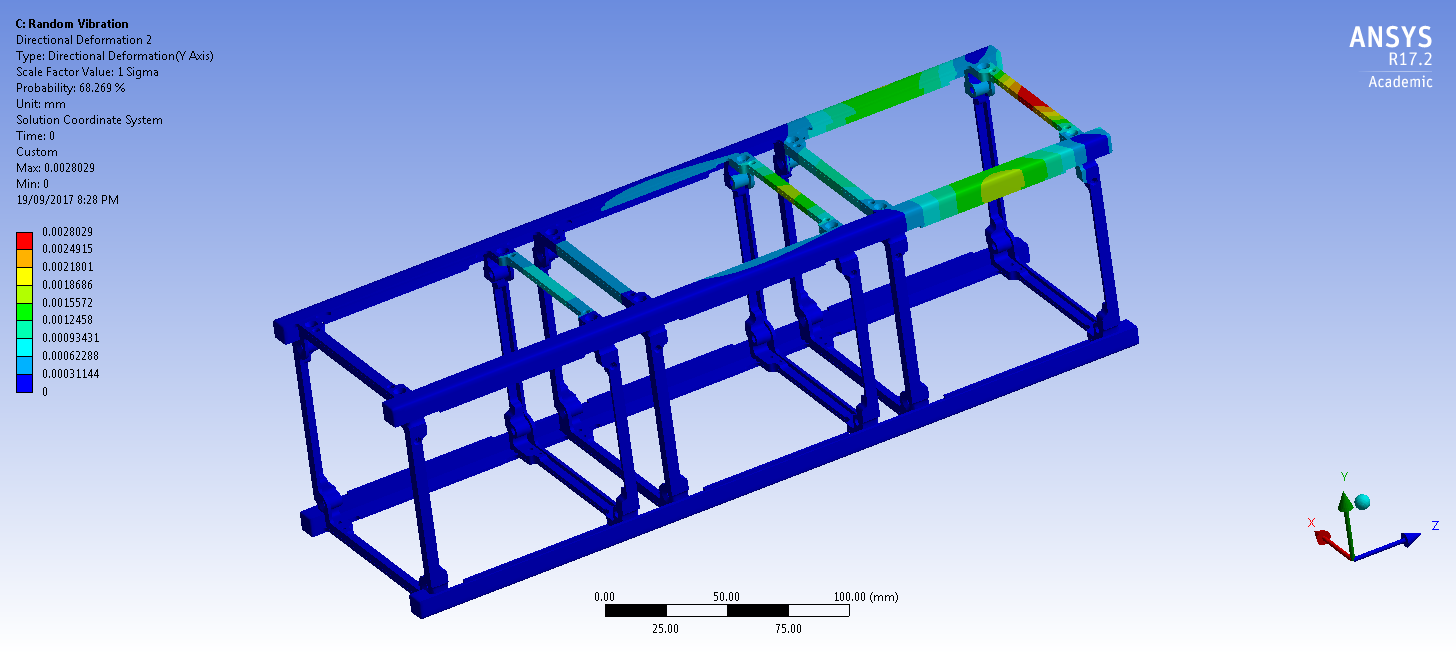 C: Random Vibration
Directional Deformation 2
Type: Directional Deformation(Y Axis)
Scale Factor Value: 1 Sigma
Probability: 68.269 %
Unit: mm
Solution Coordinate System
Time: 0
Custom
Max: 0.0028029
Min: 0
19/09/2017 8:28 PM
0.0028029
0.0024915
0.0021801
0.0018686
0.0015572
0.0012458
0.00093431
0.00062288
0.00031144
0
ANSYS
R17.2
Academic
Y
X
Z
0.00 50.00 100.00 (mm)
25.00 75.00